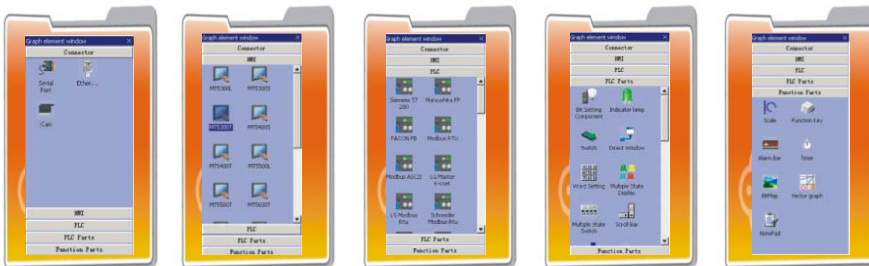 Graph element window
Connector
Serial Port
Ether...
Cam
HMI
PLC
PLC Parts
Function Parts
Graph element window
Connector
HMI
MT5300L
MT5300S
MT5300T
MT5400S
MT5400T
MT5500L
MT5500T
MT5600T
PLC
PLC Parts
Function Parts
Graph element window
Connector
HMI
PLC
Siemens S7 200
Matsushita FP
FACON FB
Modbus RTU
Modbus ASCII
LG Master K-cnet
LG Modbus Rtu
Schneider Modbus Rtu
PLC Parts
Function Parts
Graph element window
Connector
HMI
PLC
PLC Parts
Bit Setting Component
Indicator lamp
Switch
Direct Window
Word Setting
Multiple State Display
Multiple State Switch
Scroll Bar
Function Parts
Graph element window
Connector
HMI
PLC
PLC Parts
Function Parts
Scale
Function Key
Alarm Bar
Timer
BitMap
Vector graph
NotePad